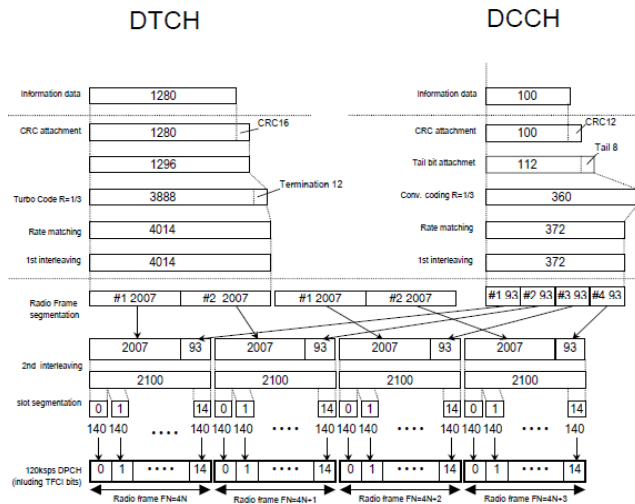 DTCH DCCH
Information data 1280 Information data 100
CRC attachment 1280 CRC16 CRC attachment 100 CRC12
1296 Tail bit attachmet 112 Tail 8
Turbo Code R=1/3 3888 Termination 12 Conv. coding R=1/3 360
Rate matching 4014 Rate matching 372
1st interleaving 4014 1st interleaving 372
Radio Frame segmentation #1 2007 #2 2007 #1 2007 #2 2007 #1 93 #2 93 #3 93 #4 93
2007 93 2007 93 2007 93 2007 93
2nd interleaving
2100 2100 2100 2100
slot segmentation 0 1 14 0 1 14 0 1 14 0 1 14
140 140 •••• 140 140 140 •••• 140 140 140 •••• 140 140 140 •••• 140
120ksps DPCH (inluding TFCI bits) 0 1 •••• 14 0 1 •••• 14 0 1 •••• 14 0 1 •••• 14
Radio frame FN=4N Radio frame FN=4N+1 Radio frame FN=4N+2 Radio frame FN=4N+3